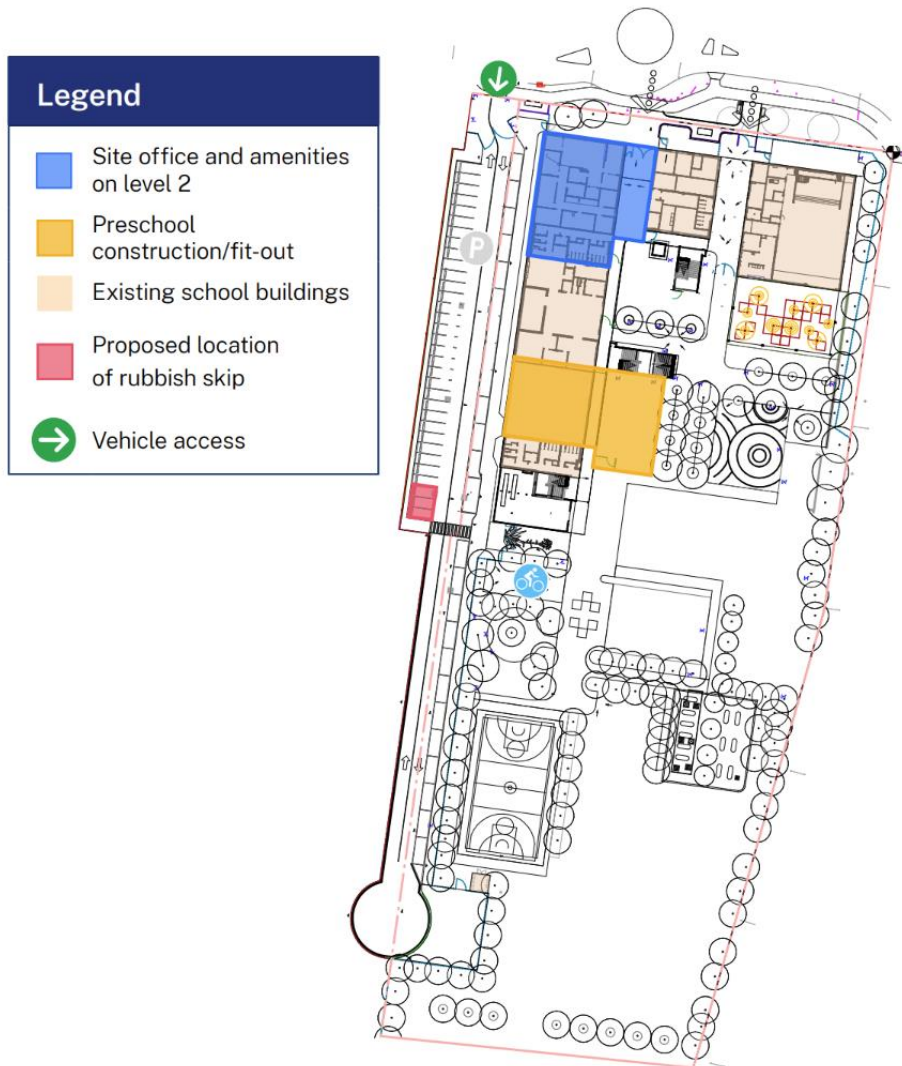 Legend
Site office and amenities
on level 2
Preschool
construction/fit-out
Existing school buildings
Proposed location
of rubbish skip
Vehicle access
P